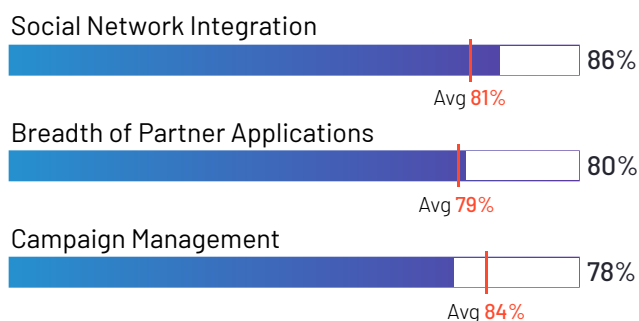 Social Network Integration
86%
Avg 81%
Breadth of Partner Applications
80%
Avg 79%
Campaign Management
78%
Avg 84%